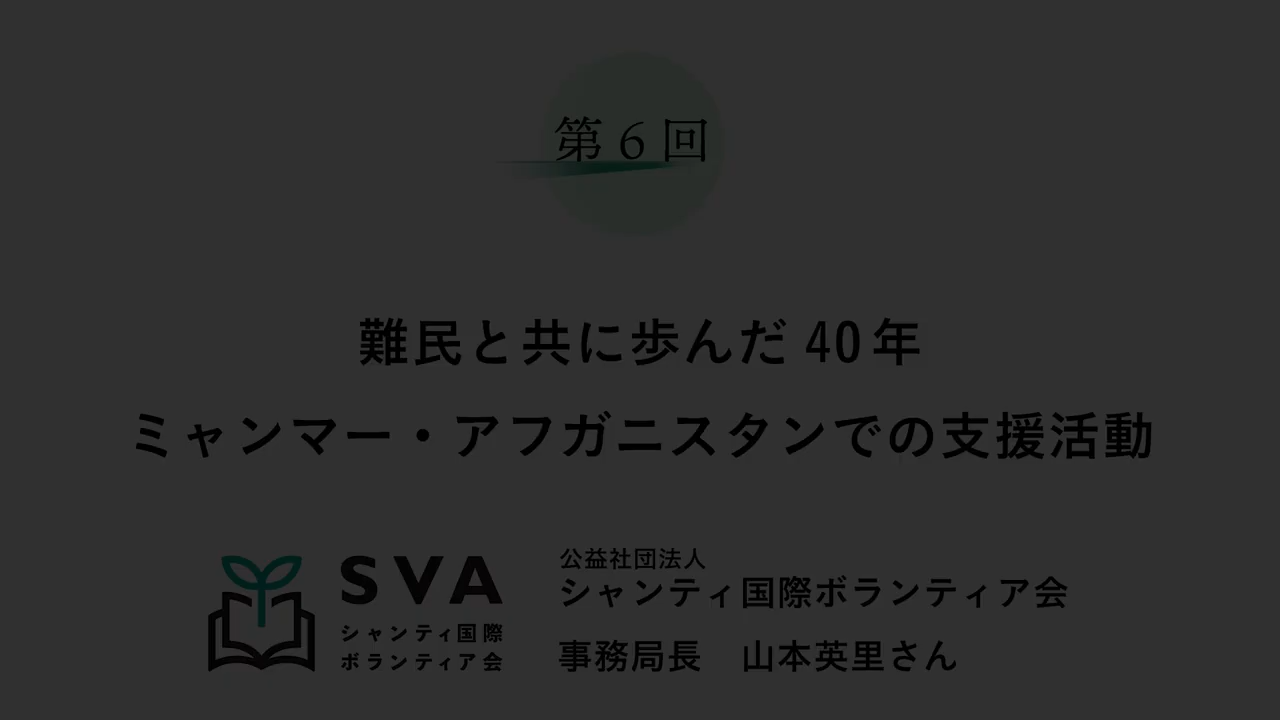 第6回
難民と共に歩んだ40年
ミャンマー・アフガニスタンでの支援活動
SVA
シャンティ国際
ボランティア会
公益社団法人
シャンティ国際ボランティア会
事務局長　山本英里さん